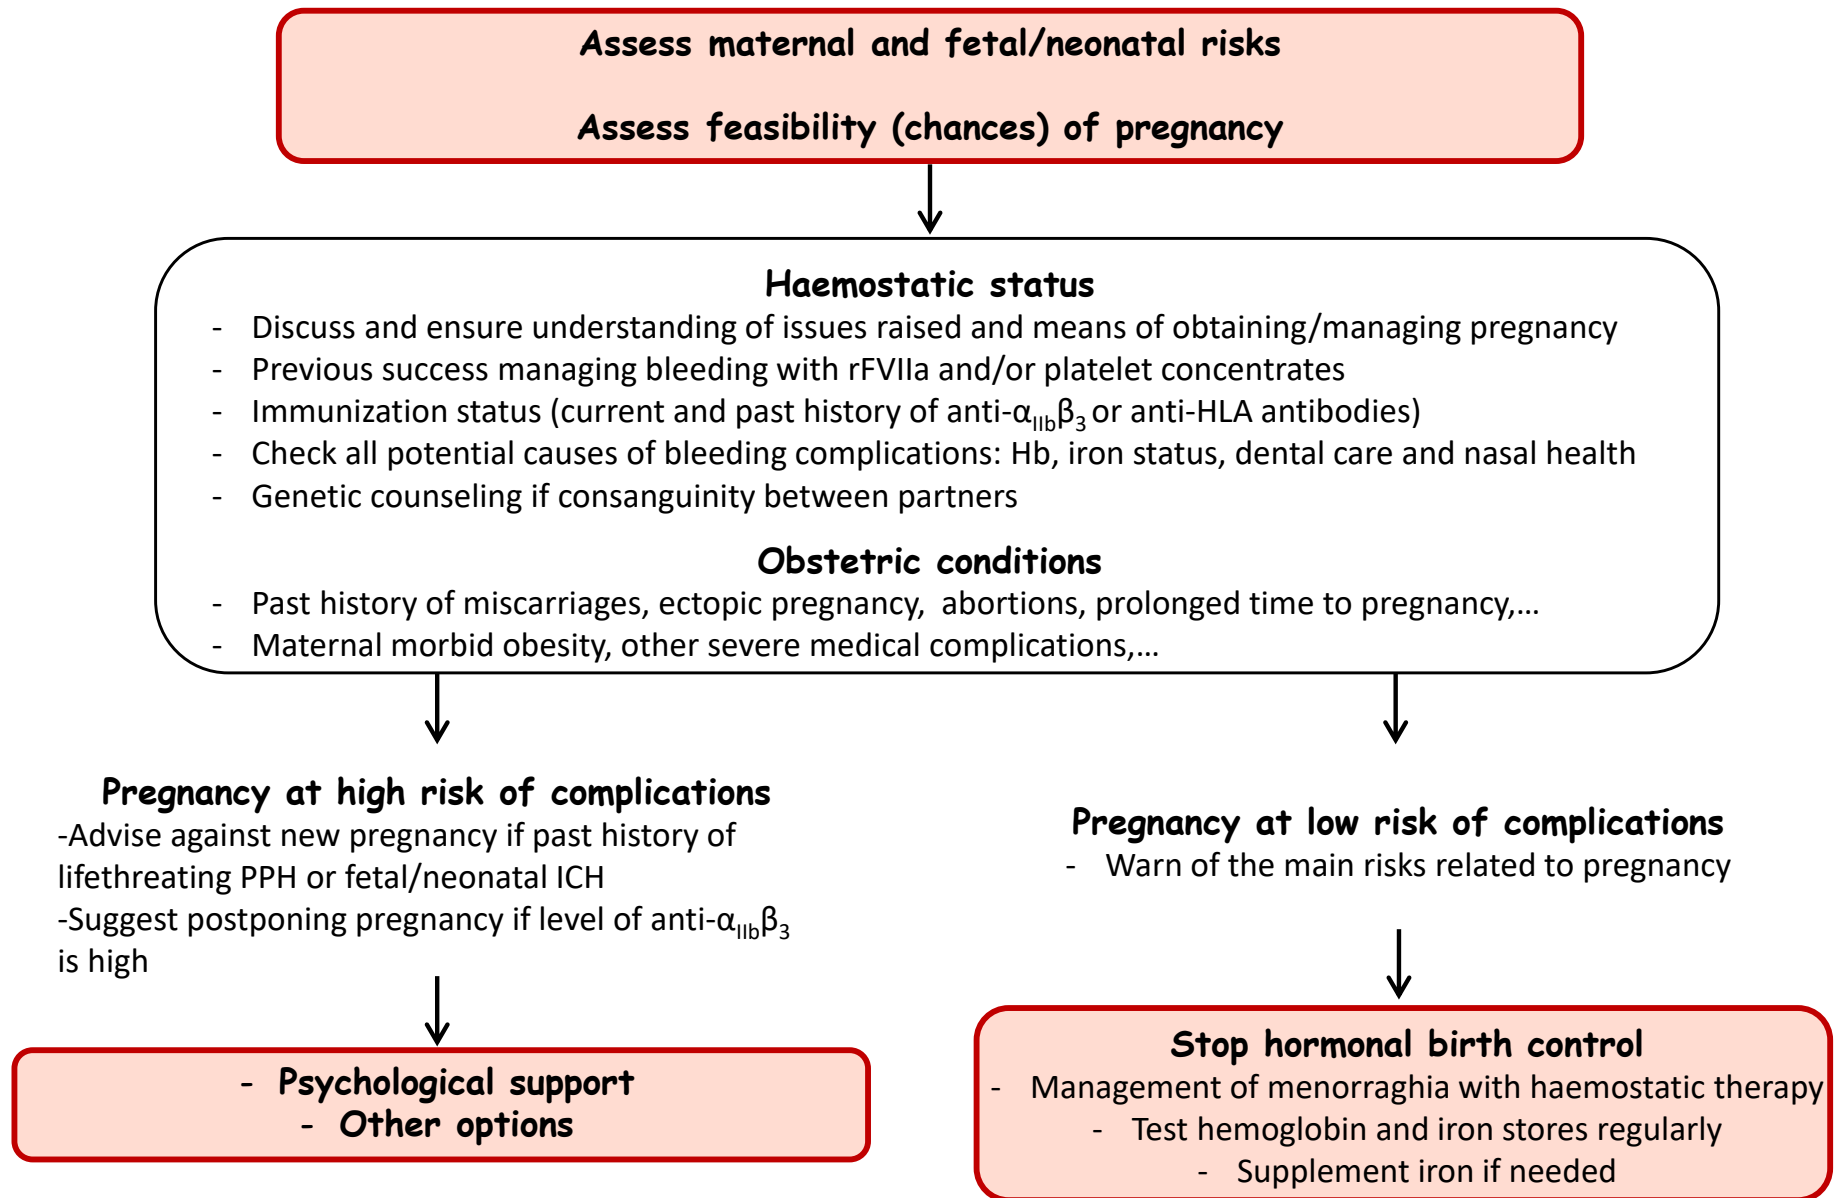 Assess maternal and fetal/neonatal risks
Assess feasibility (chances) of pregnancy
Haemostatic status
- Discuss and ensure understanding of issues raised and means of obtaining/managing pregnancy
- Previous success managing bleeding with rFVIIa and/or platelet concentrates
- Immunization status (current and past history of anti-αIIbβ3 or anti-HLA antibodies)
- Check all potential causes of bleeding complications: Hb, iron status, dental care and nasal health
- Genetic counseling if consanguinity between partners
Obstetric conditions
- Past history of miscarriages, ectopic pregnancy, abortions, prolonged time to pregnancy,...
- Maternal morbid obesity, other severe medical complications,...
Pregnancy at high risk of complications
-Advise against new pregnancy if past history of
lifethreating PPH or fetal/neonatal ICH
-Suggest postponing pregnancy if level of anti-αIIbβ3
is high
- Psychological support
- Other options
Pregnancy at low risk of complications
- Warn of the main risks related to pregnancy
Stop hormonal birth control
- Management of menorraghia with haemostatic therapy
- Test hemoglobin and iron stores regularly
- Supplement iron if needed